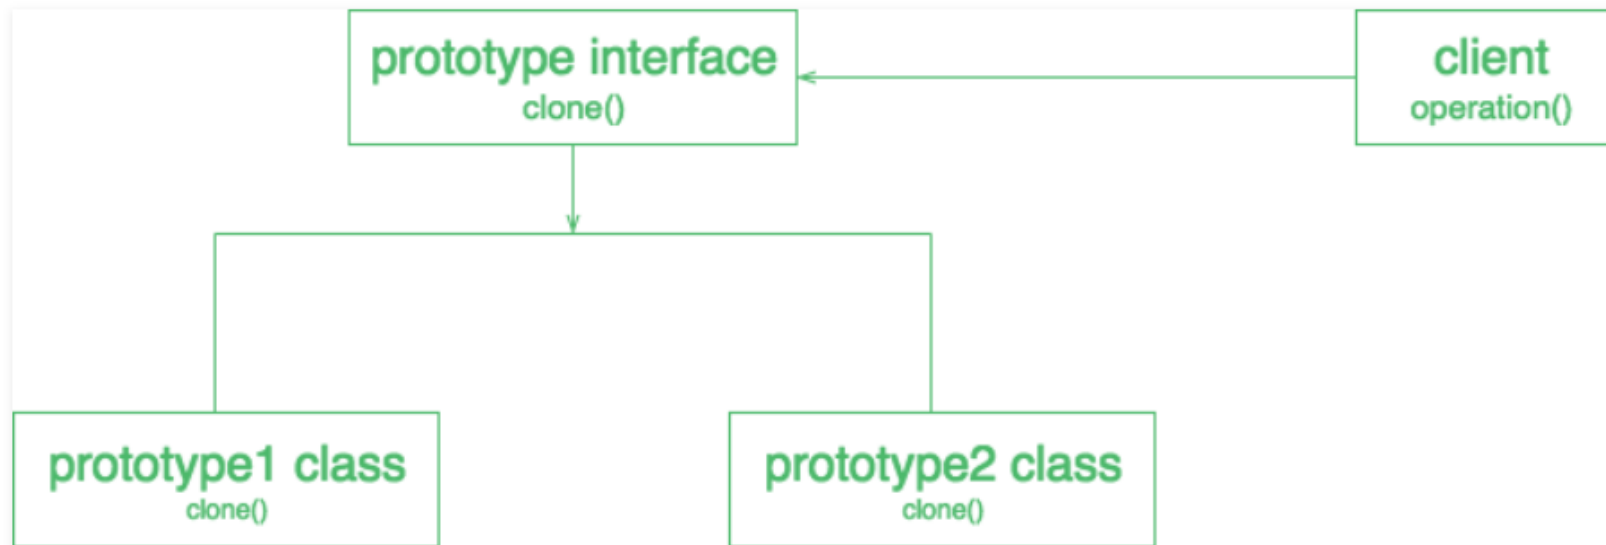 prototype interface
clone()
client
operation()
prototype1 class
clone()
prototype2 class
clone()